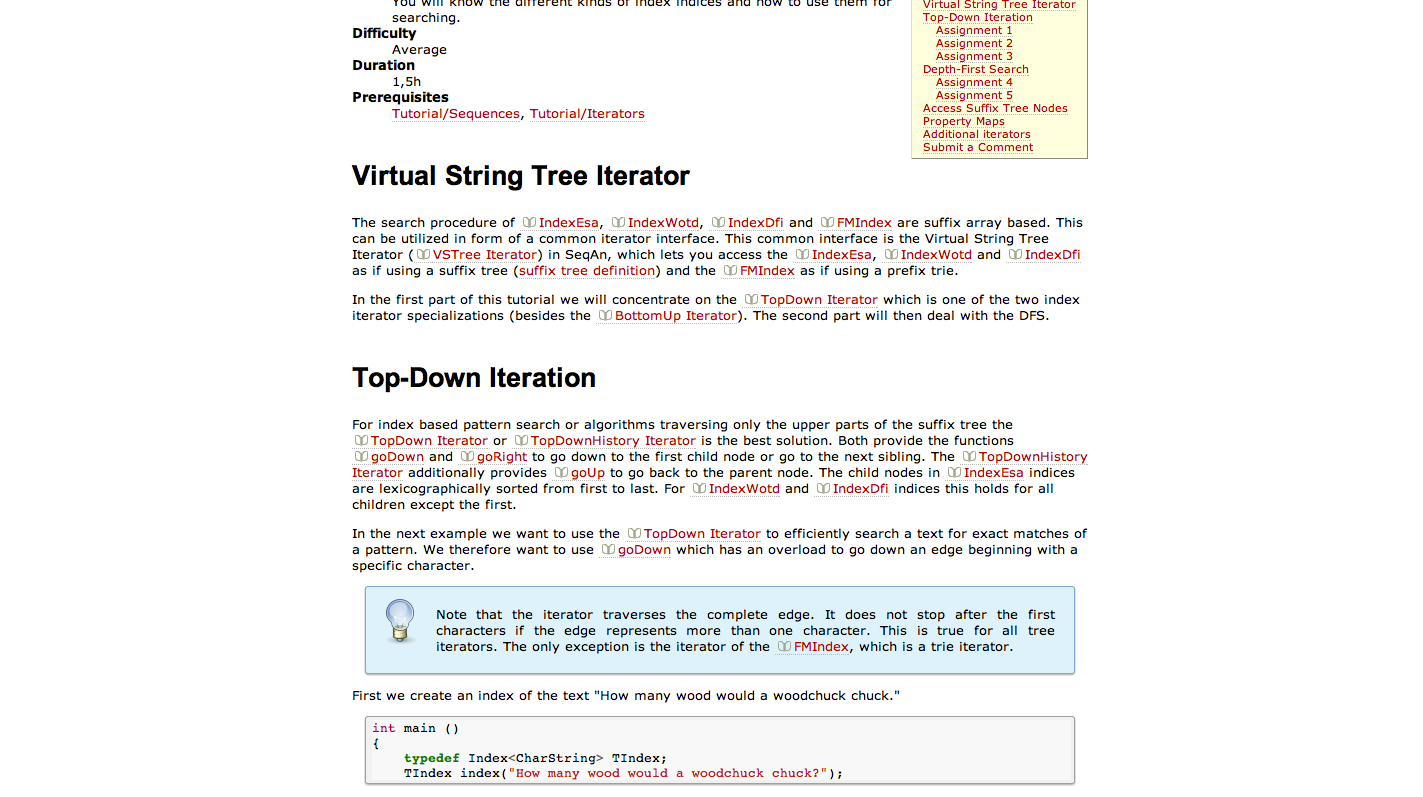 You will know the different kinds of index indices and how to use them for
searching.
Difficulty
Average
Duration
1,5h
Prerequisites
Tutorial/Sequences, Tutorial/Iterators
Virtual String Tree Iterator
Top-Down Iteration
Assignment 1
Assignment 2
Assignment 3
Depth-First Search
Assignment 4
Assignment 5
Access Suffix Tree Nodes
Property Maps
Additional iterators
Submit a Comment
Virtual String Tree Iterator
The search procedure of IndexEsa, IndexWotd, IndexDfi and FMIndex are suffix array based. This
can be utilized in form of a common iterator interface. This common interface is the Virtual String Tree
Iterator (VSTree Iterator) in SeqAn, which lets you access the IndexEsa, IndexWotd and IndexDfi
as if using a suffix tree (suffix tree definition) and the FMIndex as if using a prefix trie.
In the first part of this tutorial we will concentrate on the TopDown Iterator which is one of the two index
iterator specializations (besides the BottomUp Iterator). The second part will then deal with the DFS.
Top-Down Iteration
For index based pattern search or algorithms traversing only the upper parts of the suffix tree the
TopDown Iterator or TopDownHistory Iterator is the best solution. Both provide the functions
goDown and goRight to go down to the first child node or go to the next sibling. The TopDownHistory
Iterator additionally provides goUp to go back to the parent node. The child nodes in IndexEsa indices
are lexicographically sorted from first to last. For IndexWotd and IndexDfi indices this holds for all
children except the first.
In the next example we want to use the TopDown Iterator to efficiently search a text for exact matches of
a pattern. We therefore want to use goDown which has an overload to go down an edge beginning with a
specific character.
Note that the iterator traverses the complete edge. It does not stop after the first
characters if the edge represents more than one character. This is true for all tree
iterators. The only exception is the iterator of the FMIndex, which is a trie iterator.
First we create an index of the text "How many wood would a woodchuck chuck."
int main ()
{
typedef Index<CharString> TIndex;
TIndex index("How many wood would a woodchuck chuck?");